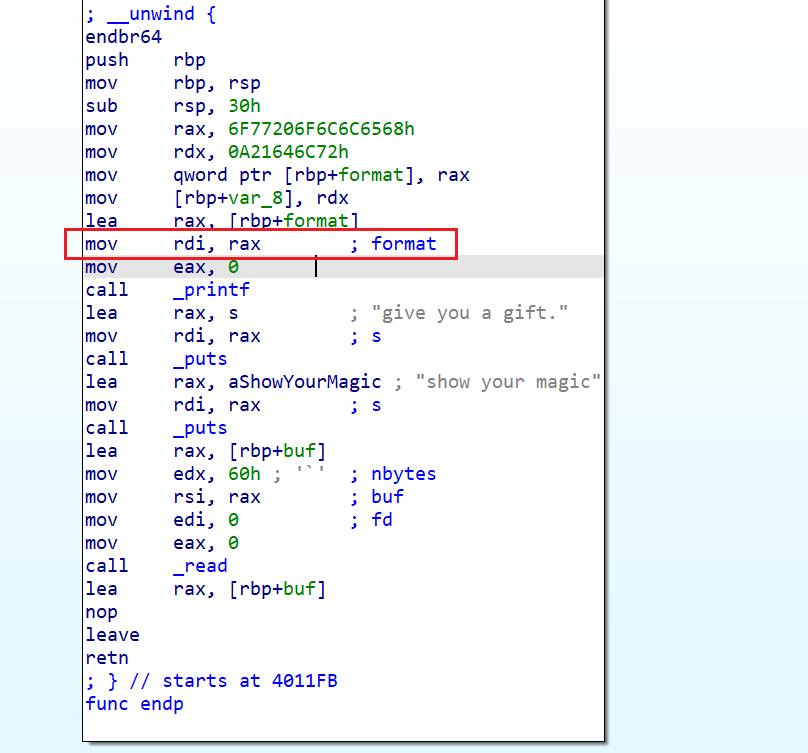 ; __unwind {
endbr64
push    rbp
mov     rbp, rsp
sub     rsp, 30h
mov     rax, 6F77206F6C6C6568h
mov     rdx, 0A21646C72h
mov     qword ptr [rbp+format], rax
mov     [rbp+var_8], rdx
lea     rax, [rbp+format]
mov     rdi, rax        ; format
mov     eax, 0
call    _printf
lea     rax, s          ; "give you a gift."
mov     rdi, rax        ; s
call    _puts
lea     rax, aShowYourMagic ; "show your magic"
mov     rdi, rax        ; s
call    _puts
lea     rax, [rbp+buf]
mov     edx, 60h ; '`'  ; nbytes
mov     rsi, rax        ; buf
mov     edi, 0          ; fd
mov     eax, 0
call    _read
lea     rax, [rbp+buf]
nop
leave
retn
; } // starts at 4011FB
func endp